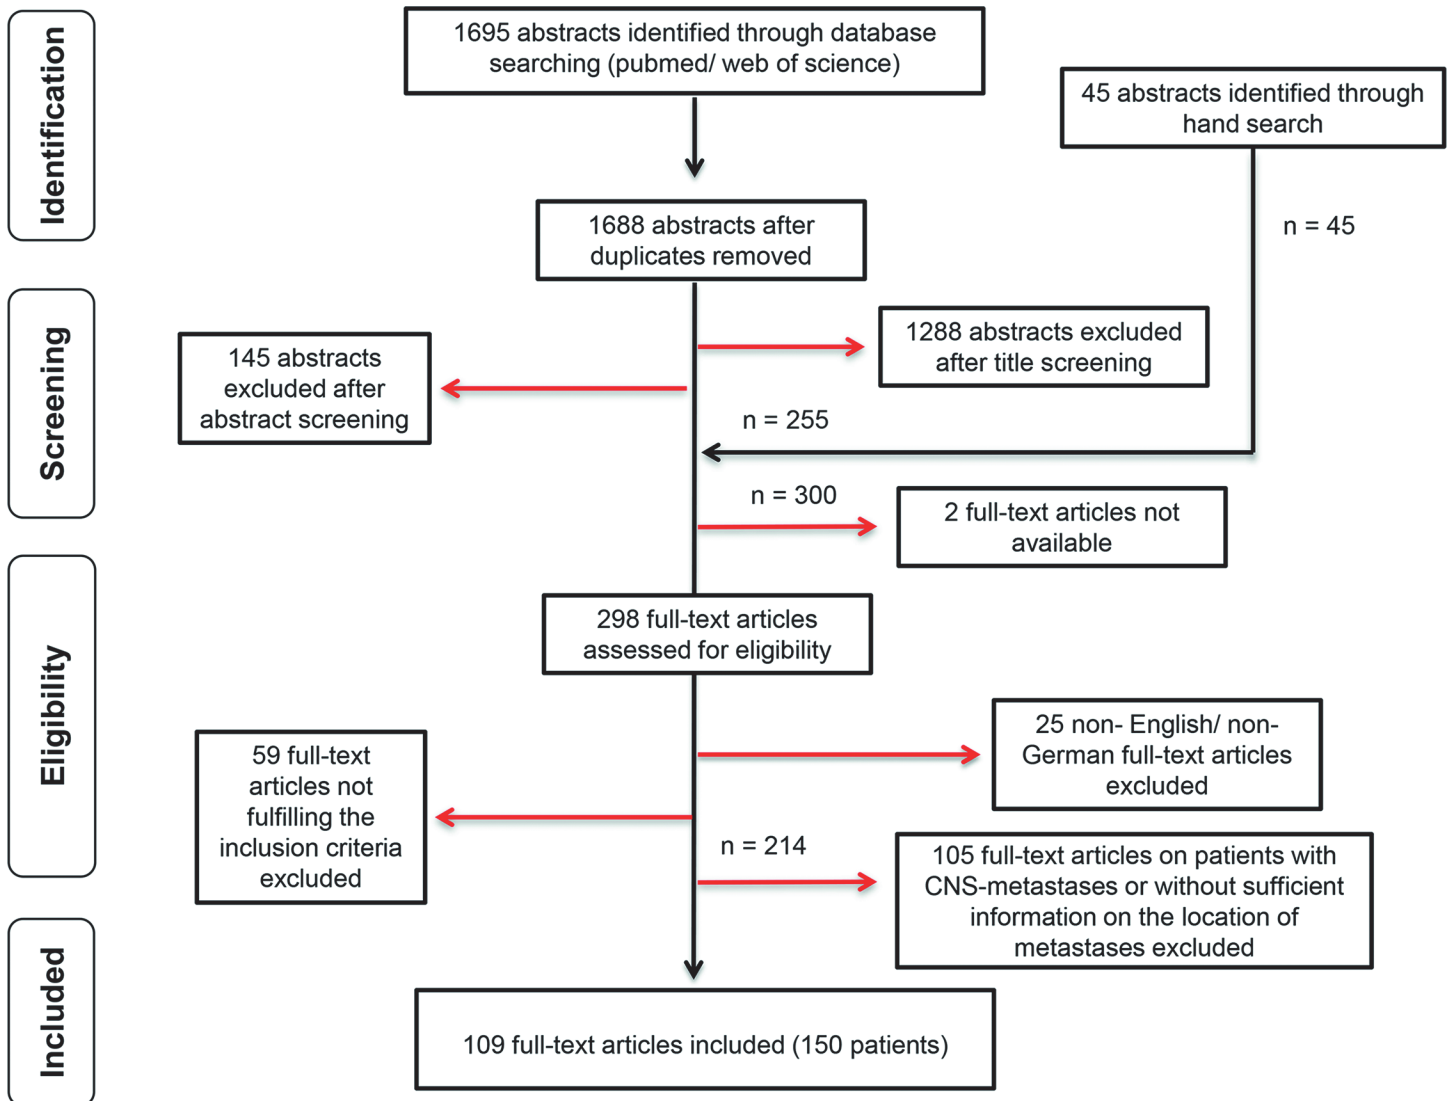 Identification
1695 abstracts identified through database
searching (pubmed/ web of science)
45 abstracts identified through
hand search
1688 abstracts after
duplicates removed
n = 45
Screening
1288 abstracts excluded
after title screening
145 abstracts
excluded after
abstract screening
n = 255
n = 300
2 full-text articles not
available
Eligibility
298 full-text articles
assessed for eligibility
25 non- English/ non-
German full-text articles
excluded
59 full-text
articles not
fulfilling the
inclusion criteria
excluded
n = 214
105 full-text articles on patients with
CNS-metastases or without sufficient
information on the location of
metastases excluded
Included
109 full-text articles included (150 patients)